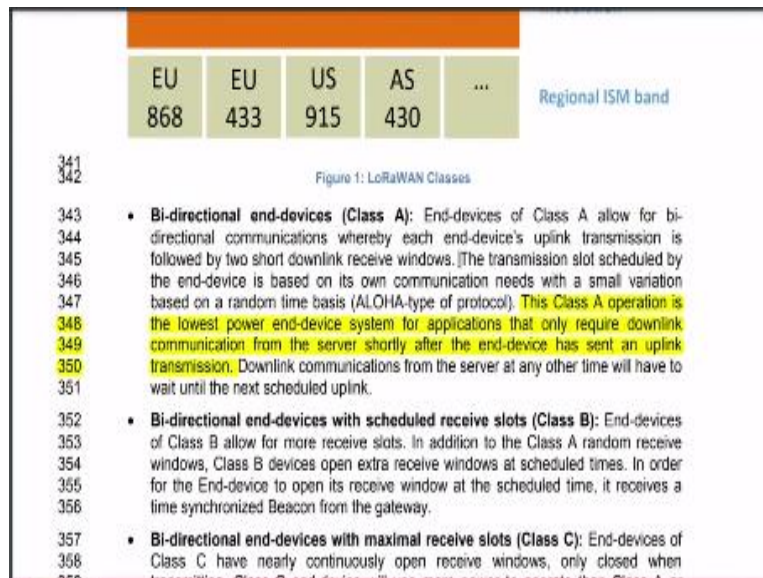 EU EU US AS ...
868 433 915 430
Regional ISM band
341
342 Figure 1: LoRaWAN Classes
343 • Bi-directional end-devices (Class A): End-devices of Class A allow for bi-
344 directional communications whereby each end-device's uplink transmission is
345 followed by two short downlink receive windows. The transmission slot scheduled by
346 the end-device is based on its own communication needs with a small variation
347 based on a random time basis (ALOHA-type of protocol). This Class A operation is
348 the lowest power end-device system for applications that only require downlink
349 communication from the server shortly after the end-device has sent an uplink
350 transmission. Downlink communications from the server at any other time will have to
351 wait until the next scheduled uplink.
352 • Bi-directional end-devices with scheduled receive slots (Class B): End-devices
353 of Class B allow for more receive slots. In addition to the Class A random receive
354 windows, Class B devices open extra receive windows at scheduled times. In order
355 for the End-device to open its receive window at the scheduled time, it receives a
356 time synchronized Beacon from the gateway.
357 • Bi-directional end-devices with maximal receive slots (Class C): End-devices of
358 Class C have nearly continuously open receive windows, only closed when